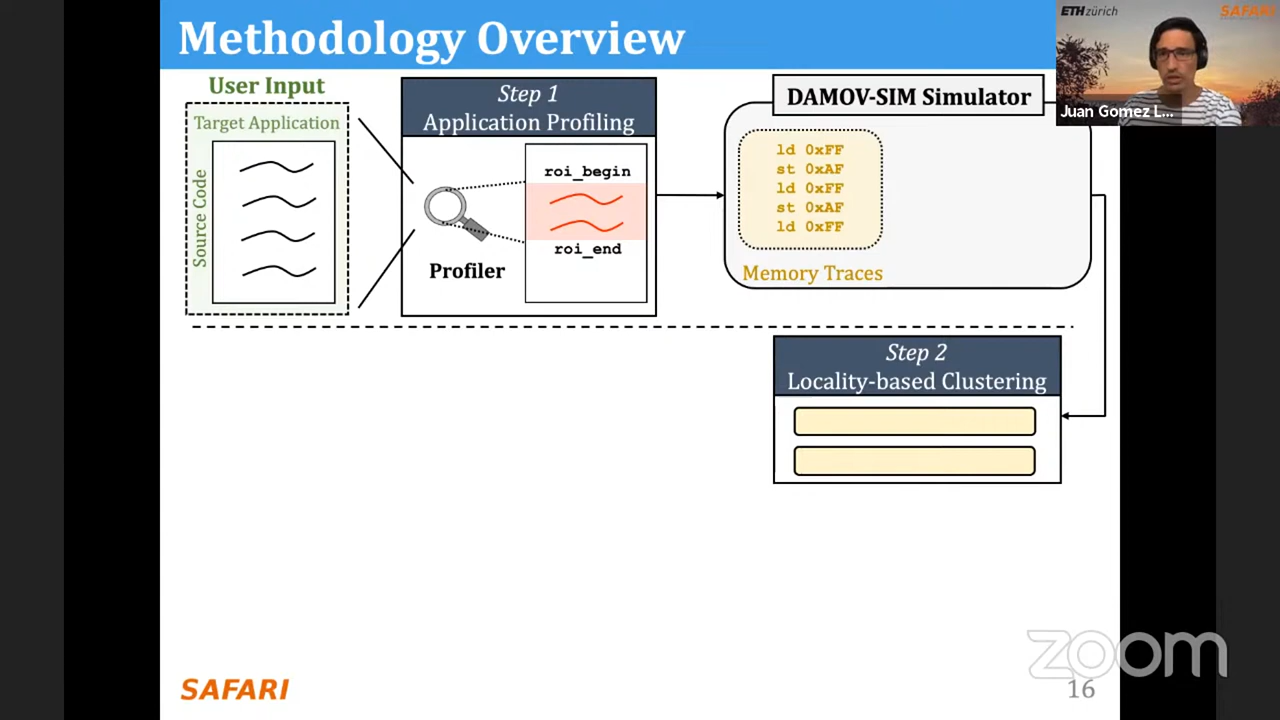 Methodology Overview
ETH zürich
SAFARI
Juan Gomez L...
User Input
Target Application
Source Code
Step 1
Application Profiling
roi_begin
roi_end
Profiler
DAMOV-SIM Simulator
ld 0xFF
st 0xAF
ld 0xFF
st 0xAF
ld 0xFF
Memory Traces
Step 2
Locality-based Clustering
zoom
SAFARI
16